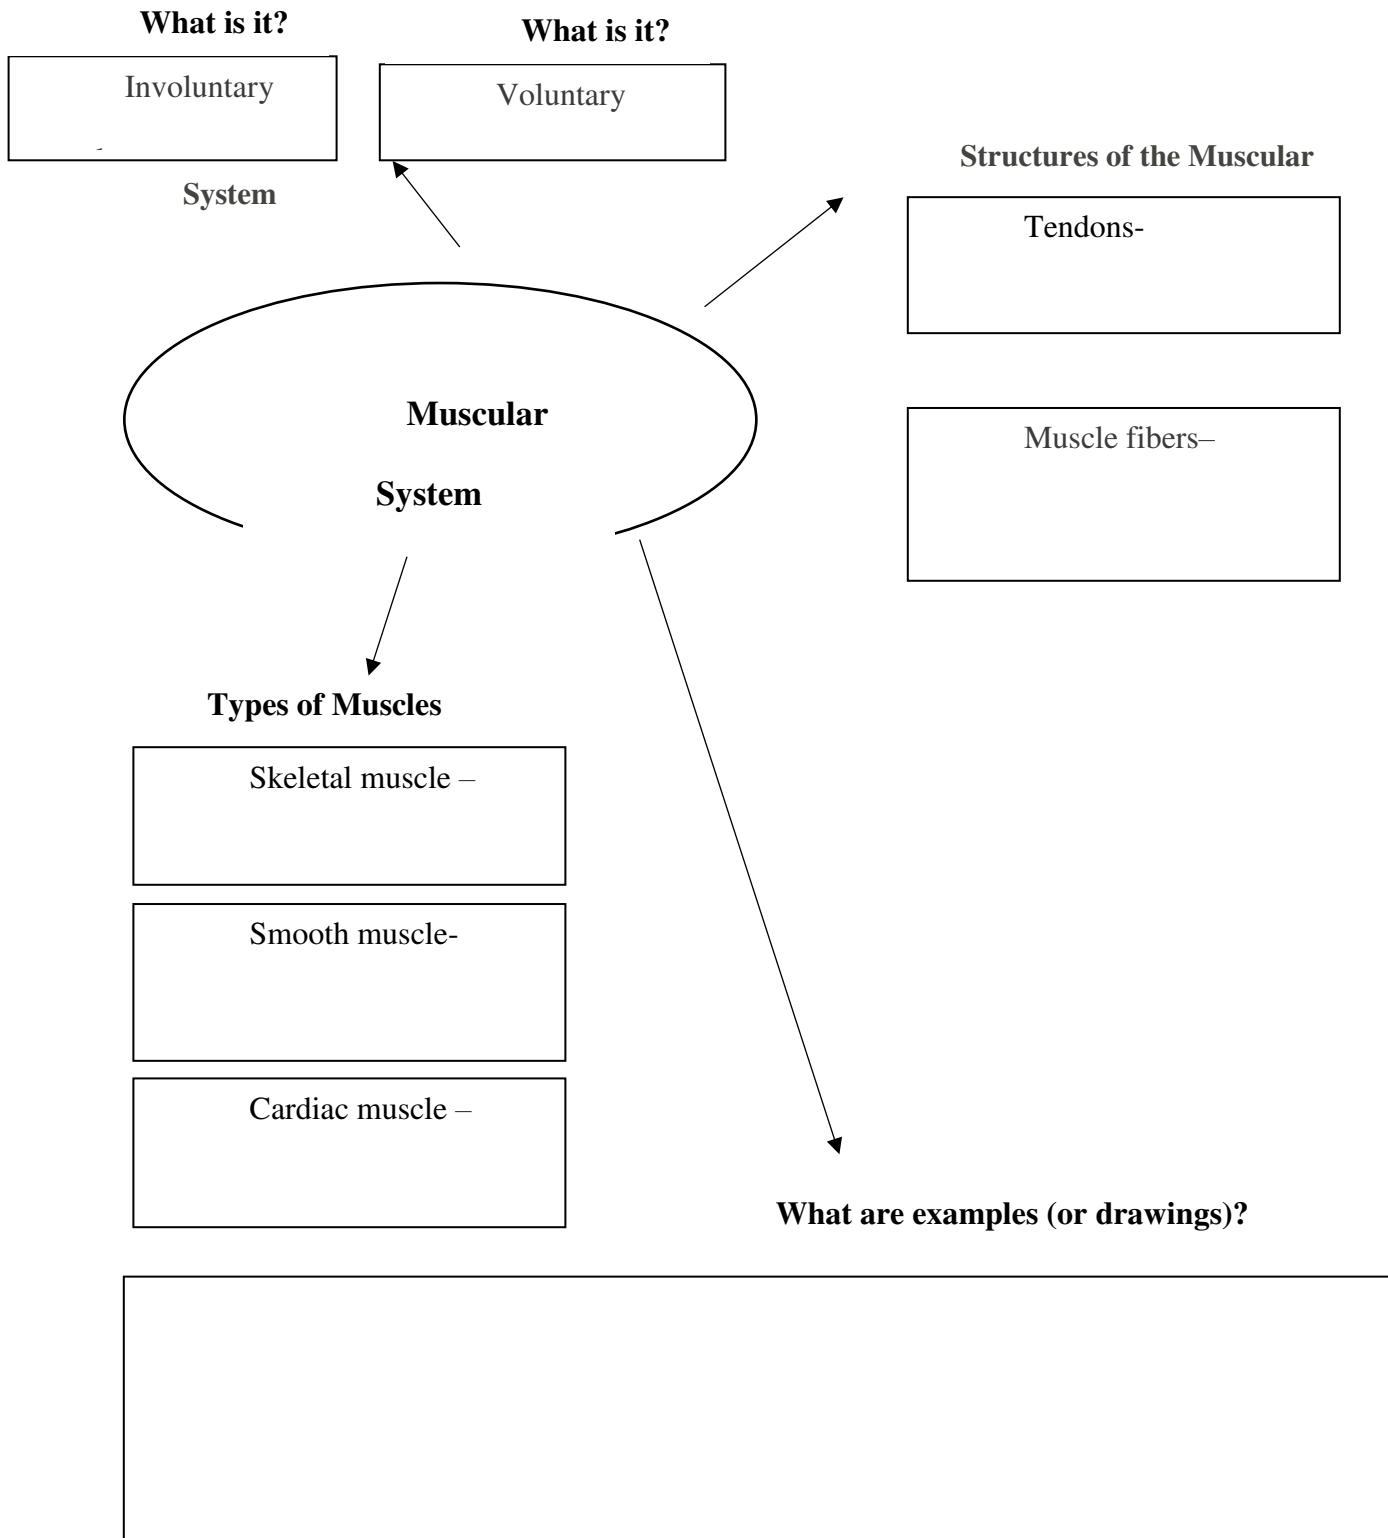 What is it?
What is it?
Involuntary
Voluntary
Structures of the Muscular
System
Tendons-
Muscular
System
Muscle fibers–
Types of Muscles
Skeletal muscle –
Smooth muscle-
Cardiac muscle –
What are examples (or drawings)?